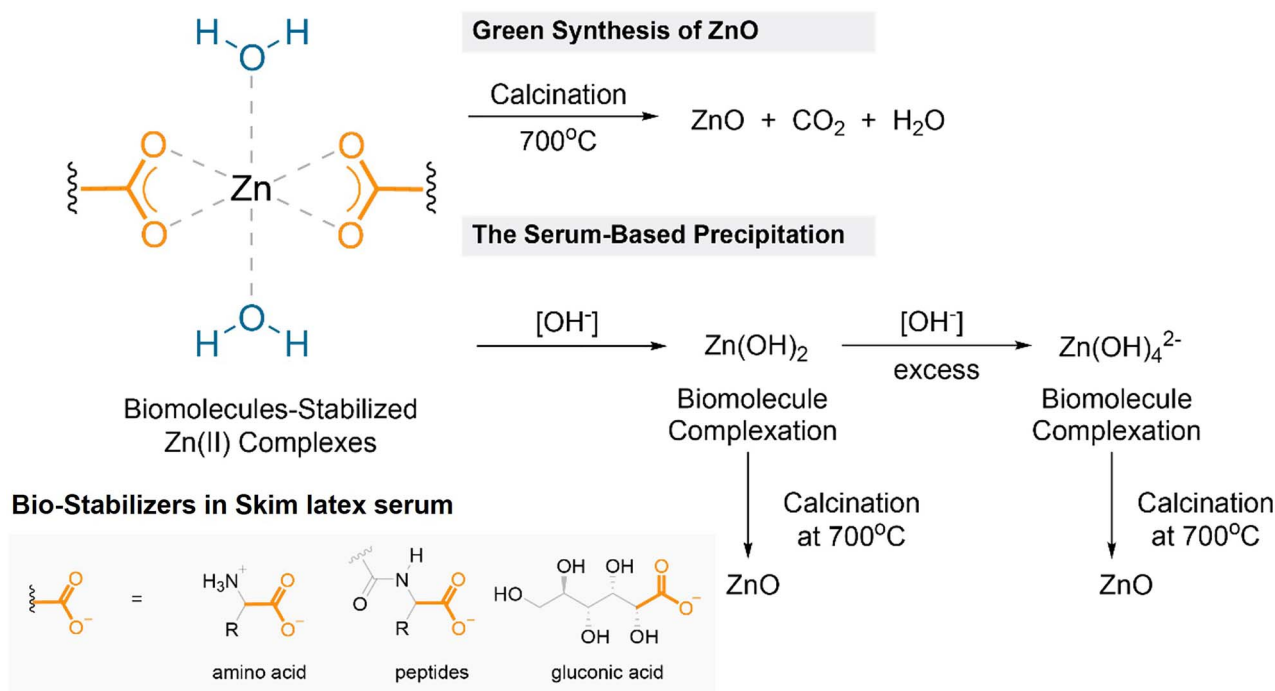 H H
O
O O
Zn
O O
O
H H
Biomolecules-Stabilized
Zn(II) Complexes
Green Synthesis of ZnO
Calcination
700°C
ZnO + CO₂ + H₂O
The Serum-Based Precipitation
[OH⁻]
Zn(OH)₂
[OH⁻]
excess
Zn(OH)₄²⁻
Biomolecule
Complexation
Biomolecule
Complexation
Calcination
at 700°C
Calcination
at 700°C
ZnO
ZnO
Bio-Stabilizers in Skim latex serum
O
O⁻
=
H₃N⁺
O
O⁻
R
amino acid
H
N
O
O
O⁻
R
peptides
HO
OH
OH
OH
OH
OH
O
O⁻
gluconic acid